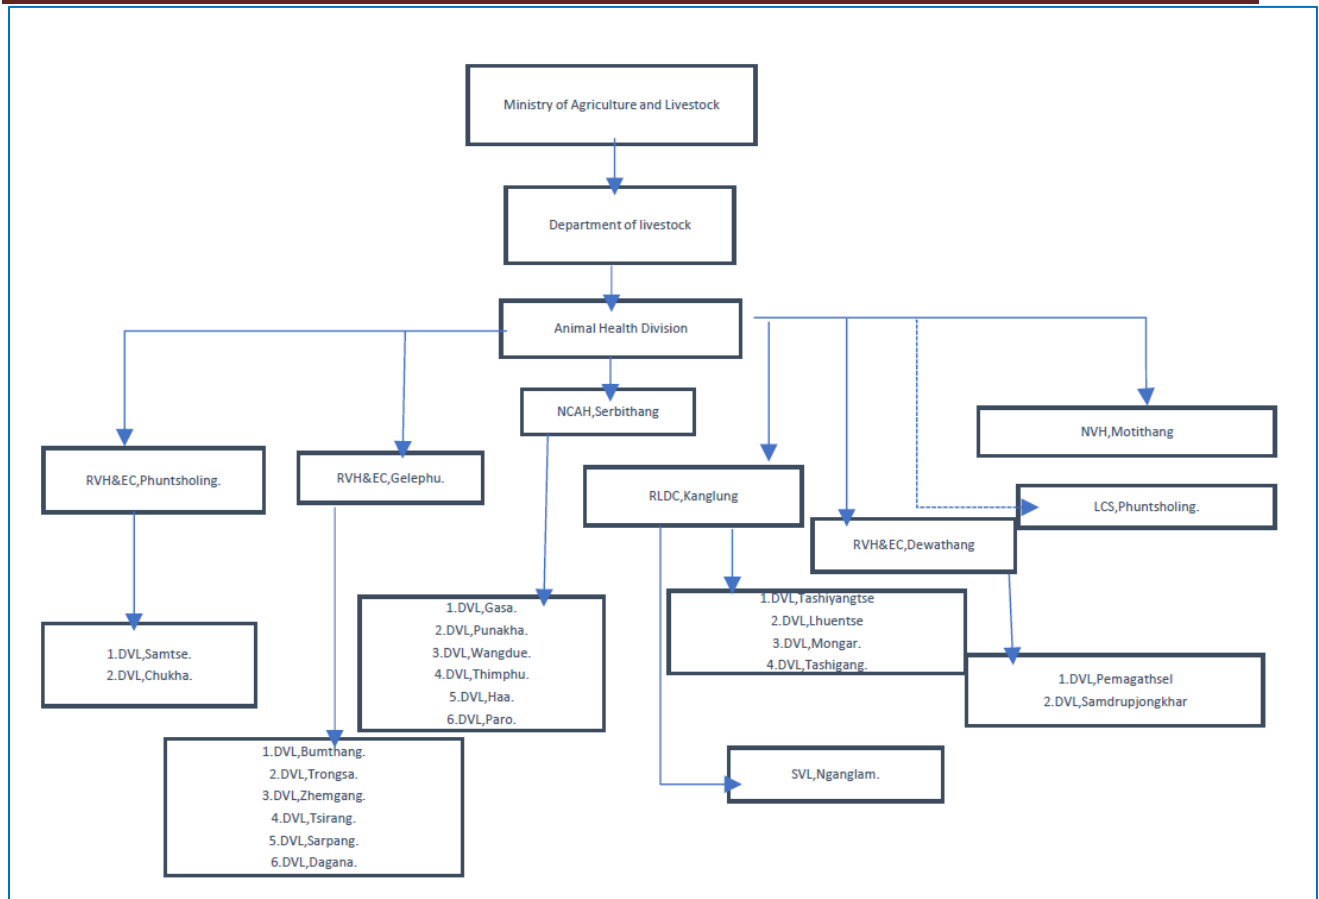 Ministry of Agriculture and Livestock
Department of livestock
Animal Health Division
NCAH,Serbithang
NVH,Motithang
RVH&EC,Phuntsholing.
RVH&EC,Gelephu.
RLDC,Kanglung
LCS,Phuntsholing.
RVH&EC,Dewathang
1.DVL,Samtse.
2.DVL,Chukha.
1.DVL,Gasa.
2.DVL,Punakha.
3.DVL,Wangdue.
4.DVL,Thimphu.
5.DVL,Haa.
6.DVL,Paro.
1.DVL,Tashiyangtse
2.DVL,Lhuentse
3.DVL,Mongar.
4.DVL,Tashigang.
1.DVL,Pemagathsel
2.DVL,Samdrupjongkhar
1.DVL,Bumthang.
2.DVL,Trongsa.
3.DVL,Zhemgang.
4.DVL,Tsirang.
5.DVL,Sarpang.
6.DVL,Dagana.
SVL,Nganglam.